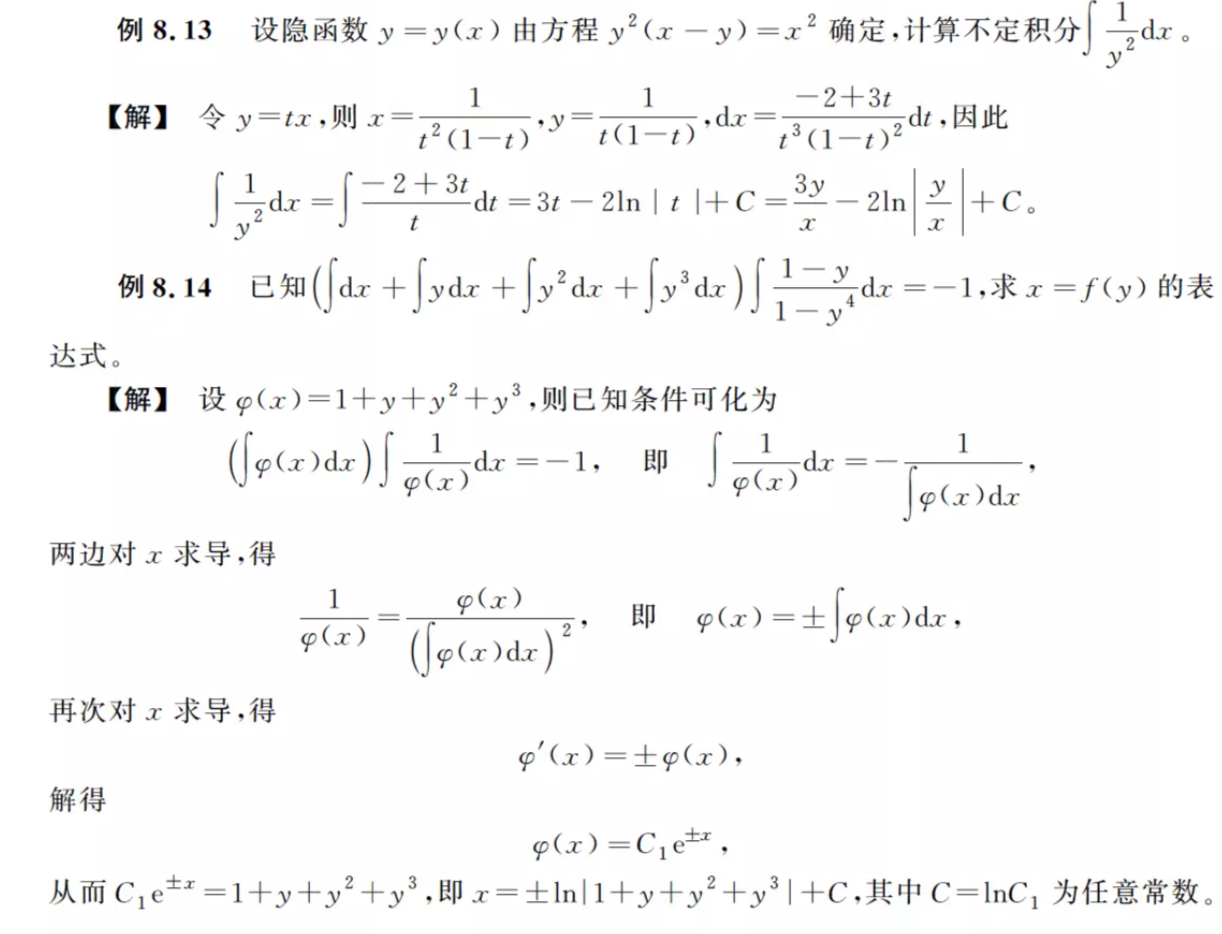 例 8.13 设隐函数 y=y(x) 由方程 y²(x−y)=x² 确定,计算不定积分∫ 1/y² dx。
【解】 令 y=tx,则 x=1/(t²(1−t)),y=1/(t(1−t)),dx=(−2+3t)/(t³(1−t)²) dt,因此
∫ 1/y² dx=∫ (−2+3t)/t dt=3t−2ln|t|+C=3y/x−2ln|y/x|+C。
例 8.14 已知(∫dx+∫ydx+∫y²dx+∫y³dx)∫ (1−y)/(1−y⁴) dx=−1,求 x=f(y) 的表
达式。
【解】 设 φ(x)=1+y+y²+y³,则已知条件可化为
(∫φ(x)dx)∫ 1/φ(x) dx=−1, 即 ∫ 1/φ(x) dx=−1/∫φ(x)dx,
两边对 x 求导,得
1/φ(x)=φ(x)/(∫φ(x)dx)², 即 φ(x)=±∫φ(x)dx,
再次对 x 求导,得
φ′(x)=±φ(x),
解得
φ(x)=C₁e^{±x},
从而 C₁e^{±x}=1+y+y²+y³,即 x=±ln|1+y+y²+y³|+C,其中 C=lnC₁ 为任意常数。